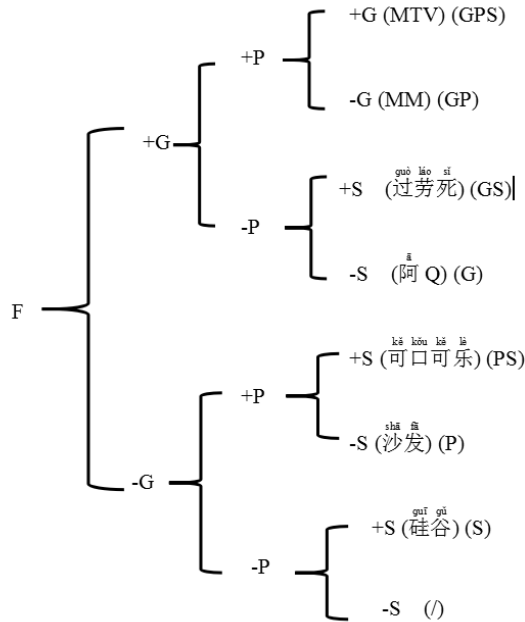 +G (MTV) (GPS)
+P
-G (MM) (GP)
+G
guò láo sǐ
+S (过劳死) (GS)
-P
ā
-S (阿 Q) (G)
F
kě kǒu kě lè
+S (可口可乐) (PS)
+P
shā fā
-S (沙发) (P)
-G
guī gǔ
+S (硅谷) (S)
-P
-S (/)